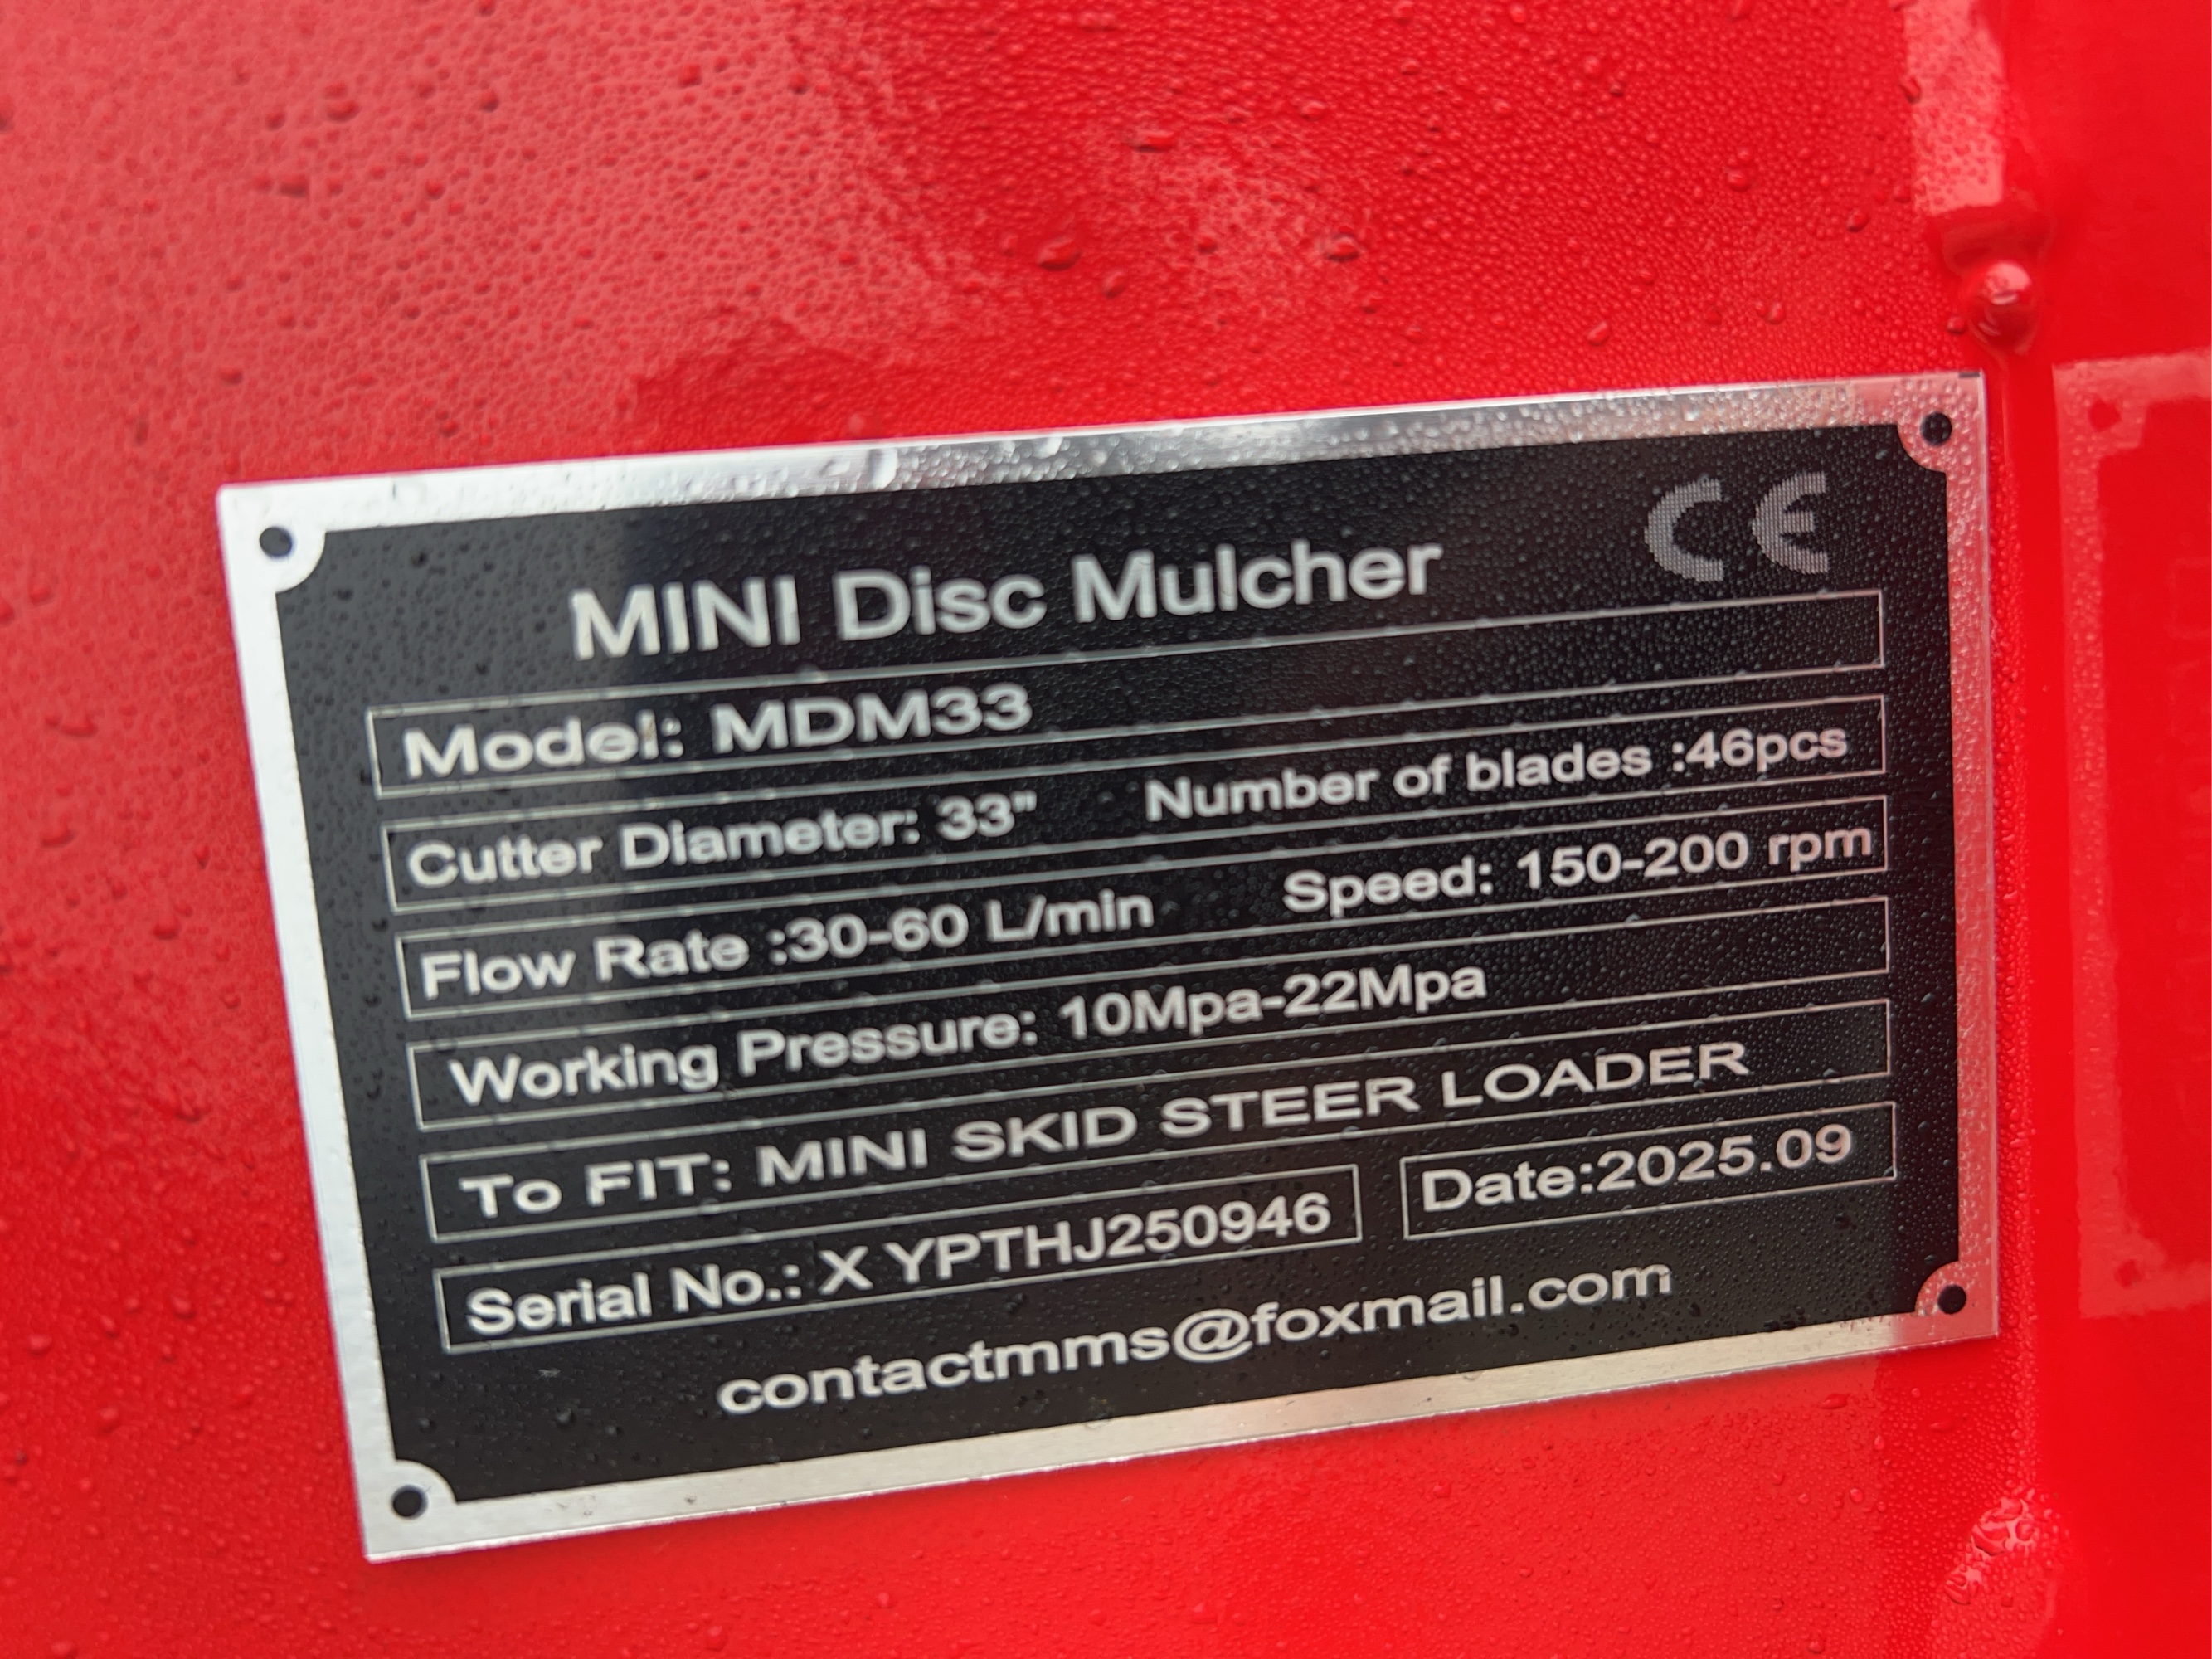 CE
MINI Disc Mulcher
Model: MDM33
Cutter Diameter: 33" Number of blades :46pcs
Flow Rate :30-60 L/min Speed: 150-200 rpm
Working Pressure: 10Mpa-22Mpa
To FIT: MINI SKID STEER LOADER
Serial No.: X YPTHJ250946 Date:2025.09
contactmms@foxmail.com